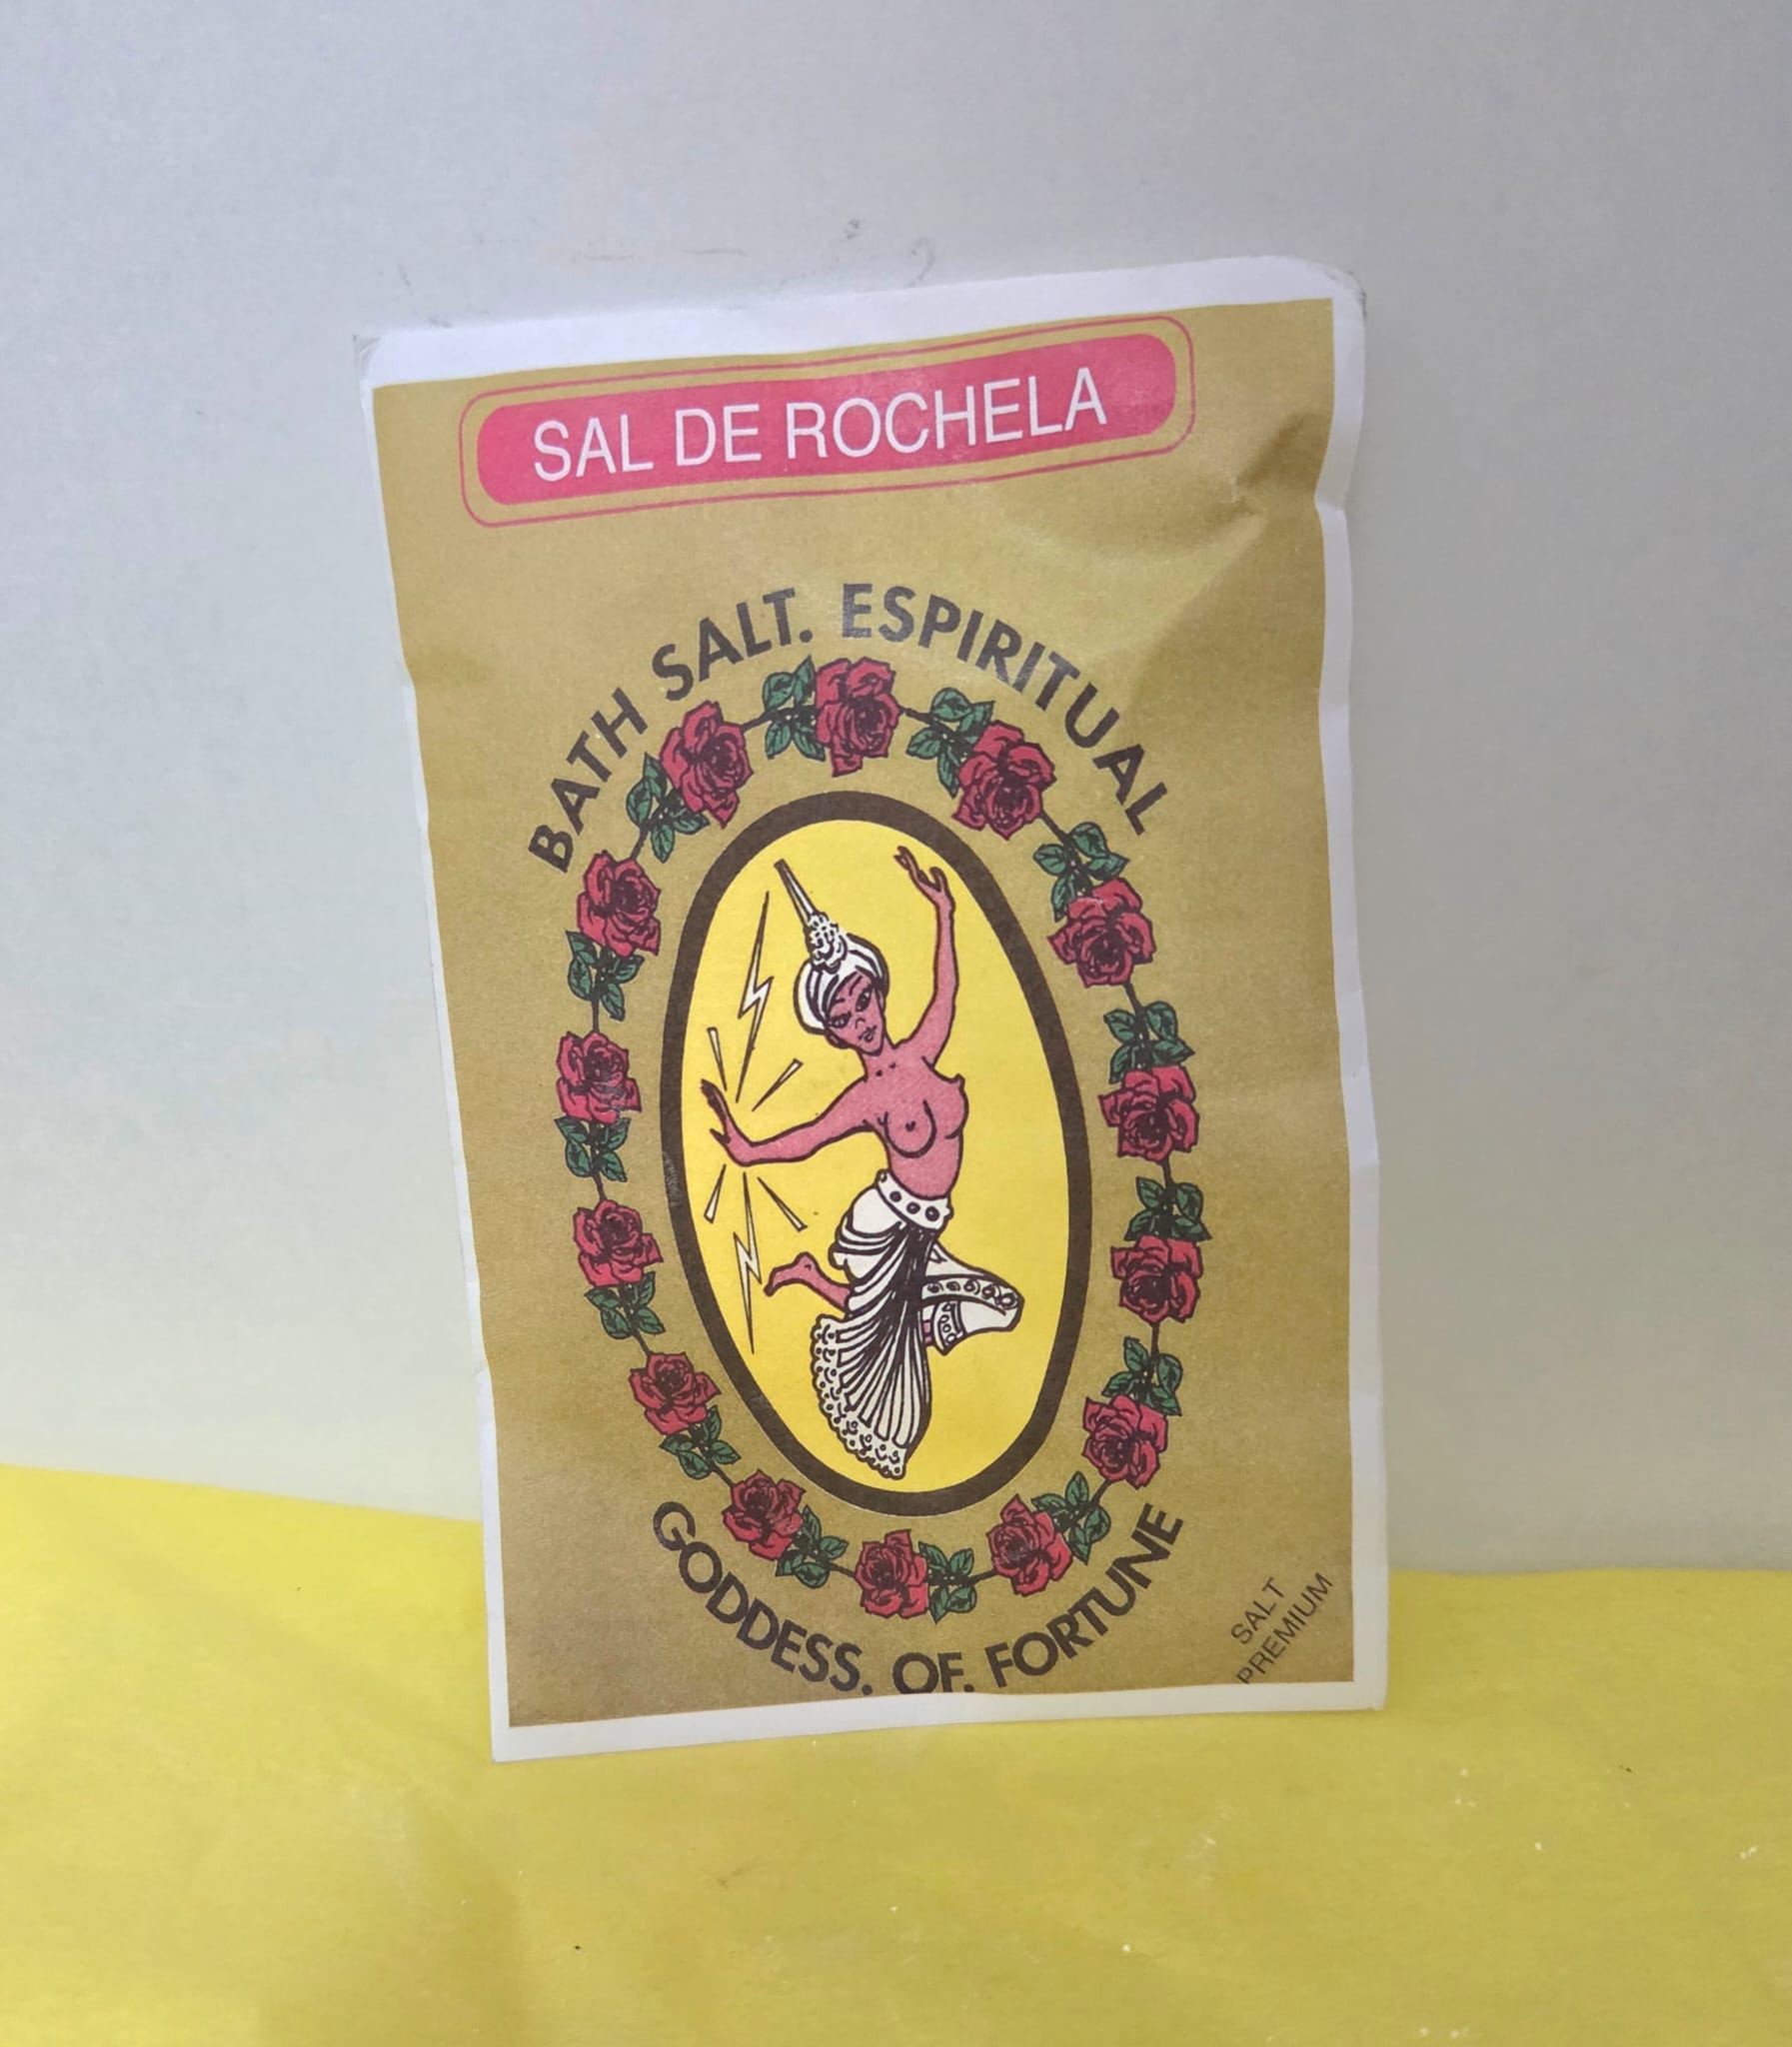 SAL DE ROCHELA
BATH SALT. ESPIRITUAL
GODDESS. OF. FORTUNE
SALT
PREMIUM